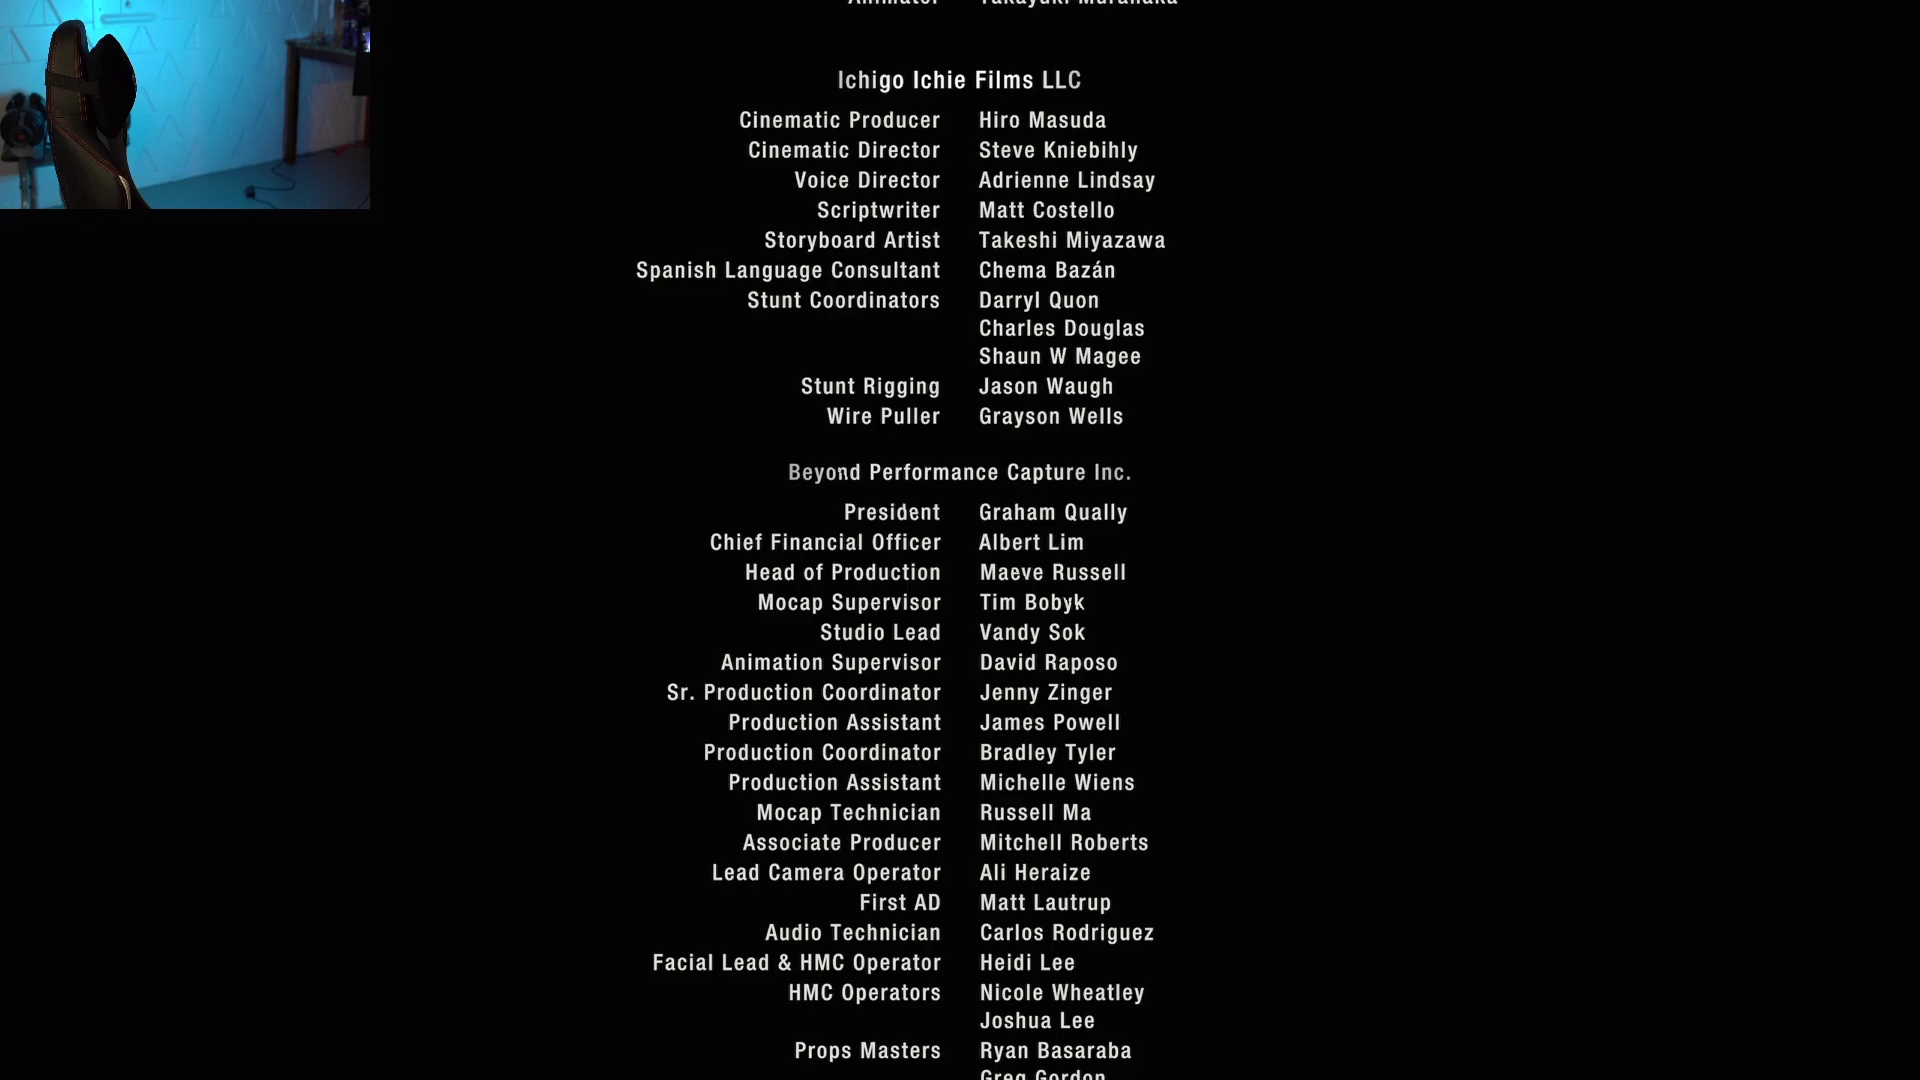 Ichigo Ichie Films LLC
Cinematic Producer Hiro Masuda
Cinematic Director Steve Kniebihly
Voice Director Adrienne Lindsay
Scriptwriter Matt Costello
Storyboard Artist Takeshi Miyazawa
Spanish Language Consultant Chema Bazán
Stunt Coordinators Darryl Quon
Charles Douglas
Shaun W Magee
Stunt Rigging Jason Waugh
Wire Puller Grayson Wells
Beyond Performance Capture Inc.
President Graham Qually
Chief Financial Officer Albert Lim
Head of Production Maeve Russell
Mocap Supervisor Tim Bobyk
Studio Lead Vandy Sok
Animation Supervisor David Raposo
Sr. Production Coordinator Jenny Zinger
Production Assistant James Powell
Production Coordinator Bradley Tyler
Production Assistant Michelle Wiens
Mocap Technician Russell Ma
Associate Producer Mitchell Roberts
Lead Camera Operator Ali Heraize
First AD Matt Lautrup
Audio Technician Carlos Rodriguez
Facial Lead & HMC Operator Heidi Lee
HMC Operators Nicole Wheatley
Joshua Lee
Props Masters Ryan Basaraba
Greg Gordon